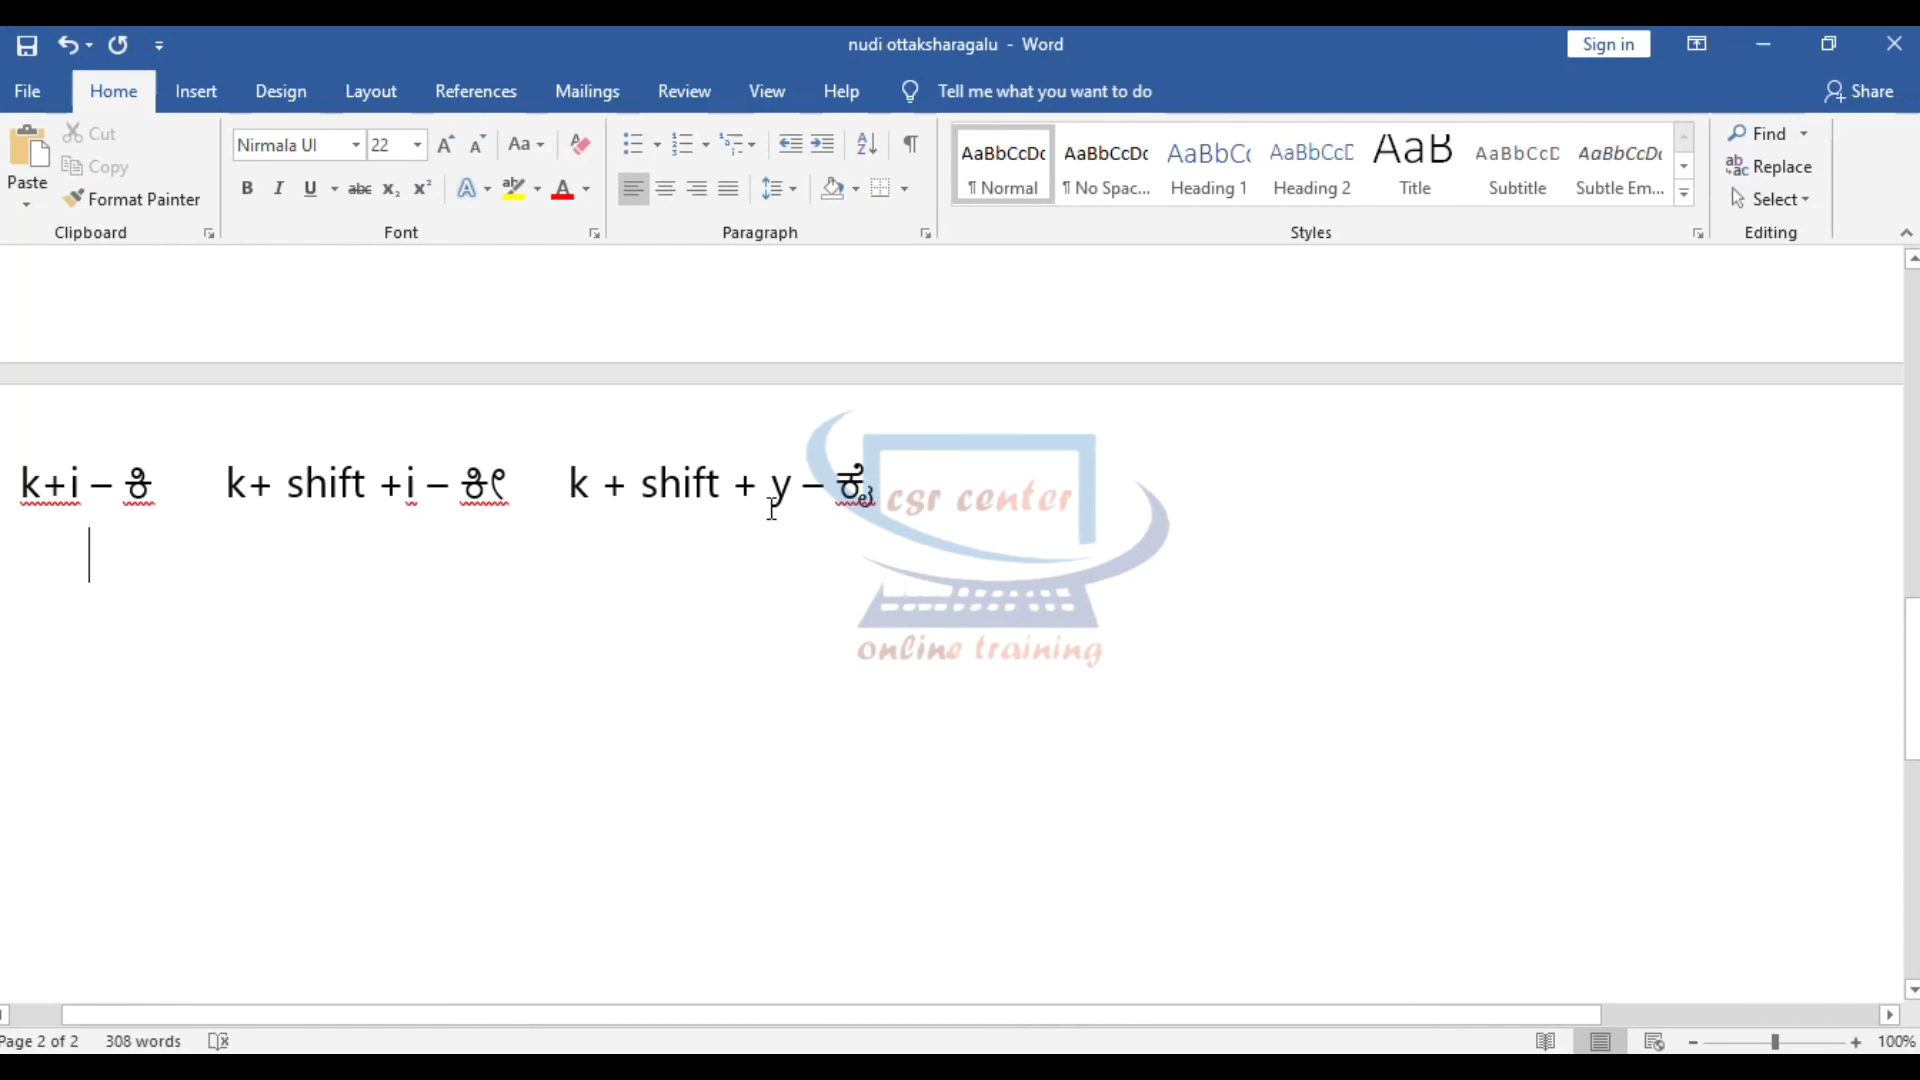 nudi ottaksharagalu - Word
Sign in
File Home Insert Design Layout References Mailings Review View Help Tell me what you want to do Share
Paste
Cut
Copy
Format Painter
Clipboard
Nirmala UI 22
Font
Paragraph
AaBbCcDc AaBbCcDc AaBbCc AaBbCcD AaB AaBbCcD AaBbCcDc
¶ Normal ¶ No Spac... Heading 1 Heading 2 Title Subtitle Subtle Em...
Styles
Find
Replace
Select
Editing
k+i – ಕಿ k+ shift +i – ಕೀ k + shift + y – ಕೈ
csr center
online training
Page 2 of 2 308 words 100%